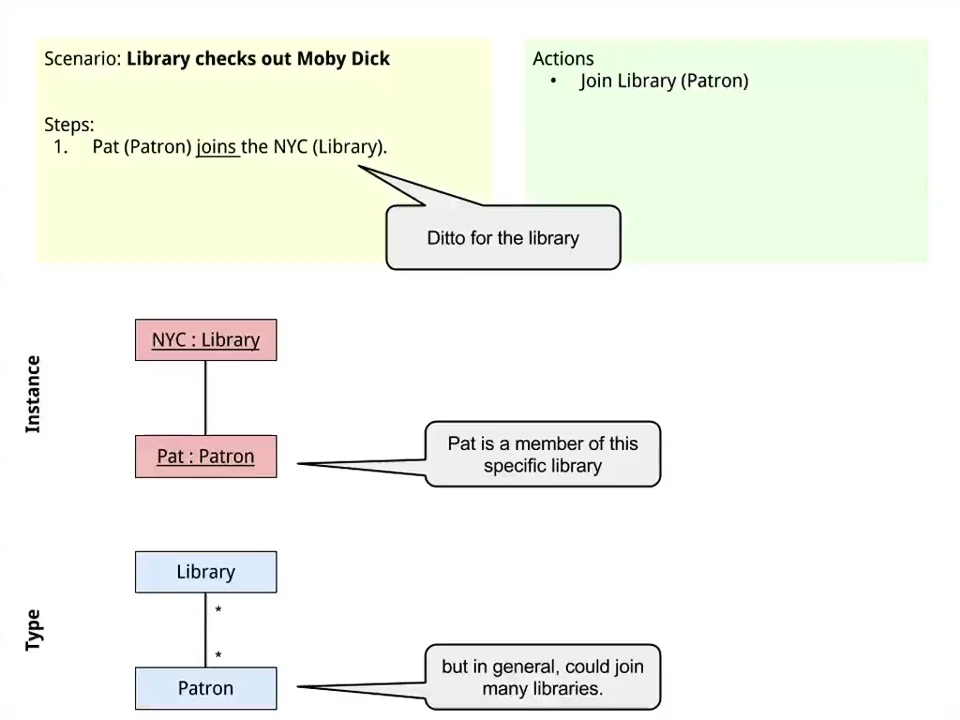 Scenario: Library checks out Moby Dick
Steps:
1. Pat (Patron) joins the NYC (Library).
Actions
• Join Library (Patron)
Ditto for the library
Instance
NYC : Library
Pat : Patron
Pat is a member of this
specific library
Type
Library
*
*
Patron
but in general, could join
many libraries.